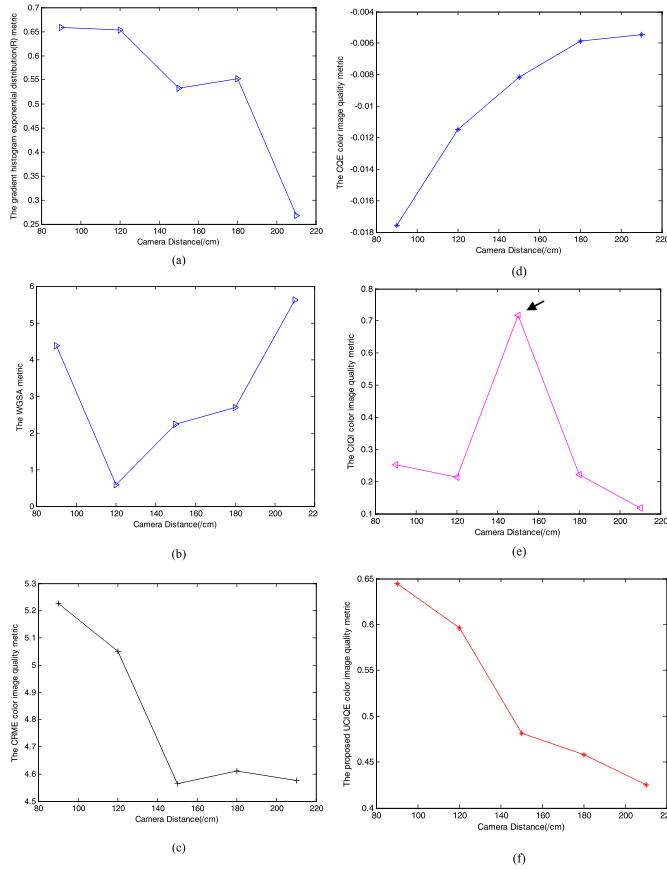 0.7
0.65
0.6
0.55
0.5
0.45
0.4
0.35
0.3
0.25
80 100 120 140 160 180 200 220
The gradient histogram exponential distribution(R) metric
Camera Distance(/cm)
(a)
-0.004
-0.006
-0.008
-0.01
-0.012
-0.014
-0.016
-0.018
80 100 120 140 160 180 200 220
The CQE color image quality metric
Camera Distance(/cm)
(d)
6
5
4
3
2
1
0
80 100 120 140 160 180 200 22
The WGSA metric
Camera Distance(/cm)
(b)
0.8
0.7
0.6
0.5
0.4
0.3
0.2
0.1
80 100 120 140 160 180 200 220
The CIQI color image quality metric
Camera Distance(/cm)
(e)
5.3
5.2
5.1
5
4.9
4.8
4.7
4.6
4.5
80 100 120 140 160 180 200 220
The CRME color image quality metric
Camera Distance(/cm)
(c)
0.65
0.6
0.55
0.5
0.45
0.4
80 100 120 140 160 180 200 22
The proposed UCIQE color image quality metric
Camera Distance(/cm)
(f)